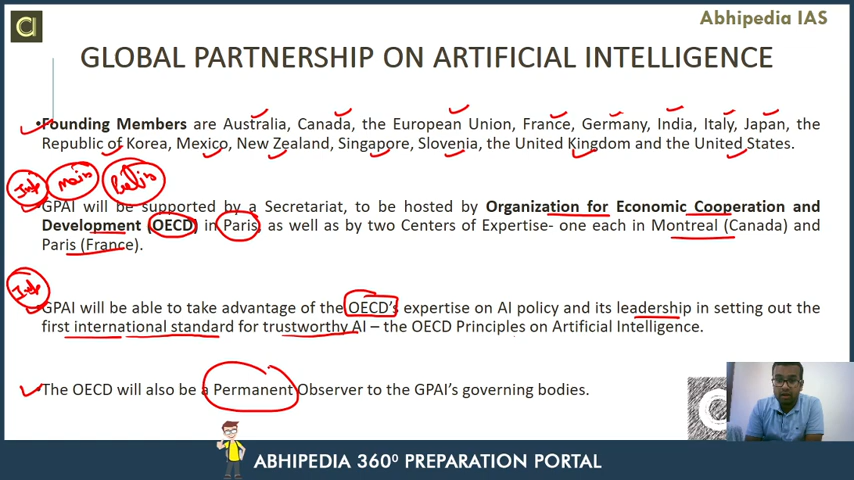 Abhipedia IAS
GLOBAL PARTNERSHIP ON ARTIFICIAL INTELLIGENCE
•Founding Members are Australia, Canada, the European Union, France, Germany, India, Italy, Japan, the
Republic of Korea, Mexico, New Zealand, Singapore, Slovenia, the United Kingdom and the United States.
Main
GPAI will be supported by a Secretariat, to be hosted by Organization for Economic Cooperation and
Development (OECD) in Paris, as well as by two Centers of Expertise- one each in Montreal (Canada) and
Paris (France).
GPAI will be able to take advantage of the OECD's expertise on AI policy and its leadership in setting out the
first international standard for trustworthy AI – the OECD Principles on Artificial Intelligence.
The OECD will also be a Permanent Observer to the GPAI's governing bodies.
ABHIPEDIA 360⁰ PREPARATION PORTAL